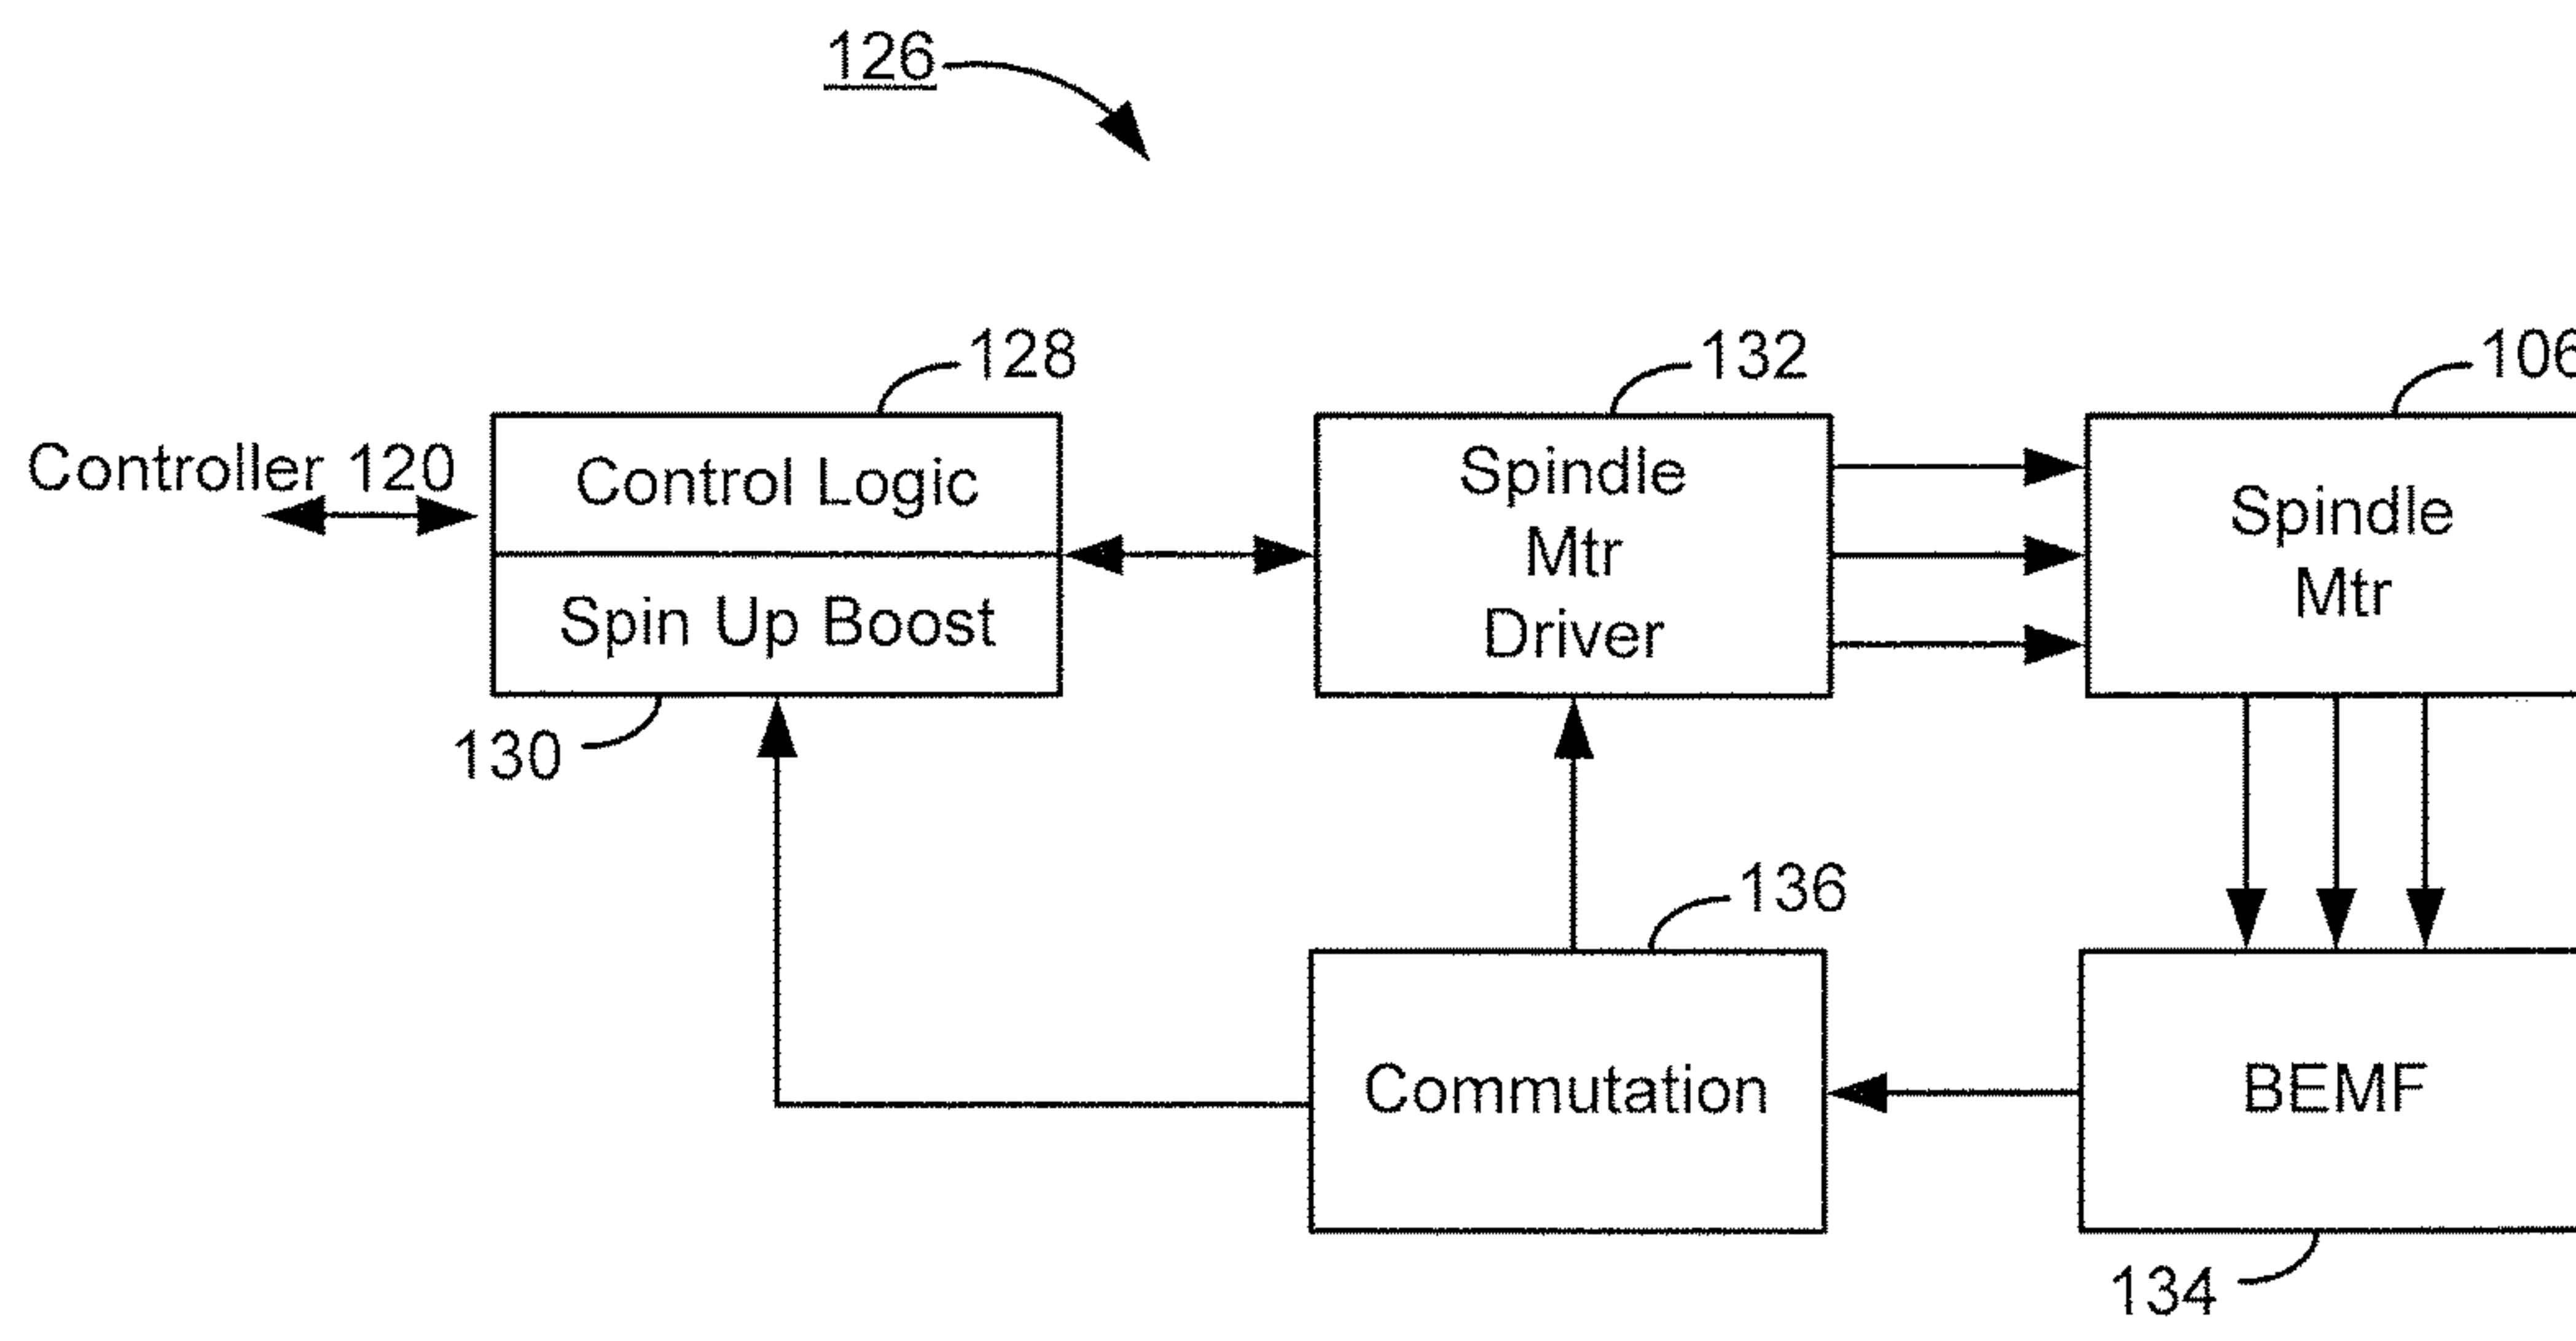 126
128
132
106
Controller 120
Control Logic
Spin Up Boost
130
Spindle
Mtr
Driver
Spindle
Mtr
136
Commutation
BEMF
134